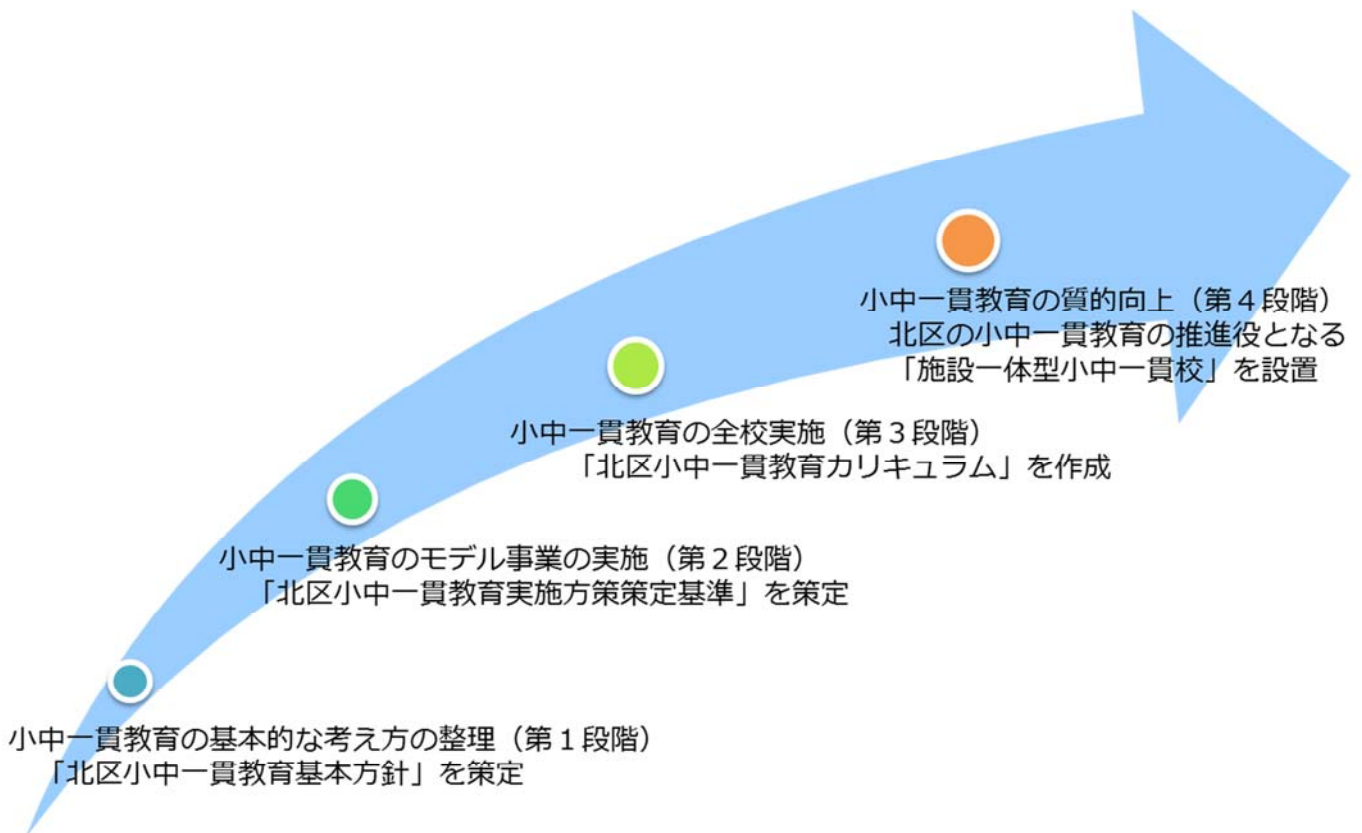 小中一貫教育の質的向上（第４段階）
北区の小中一貫教育の推進役となる
「施設一体型小中一貫校」を設置
小中一貫教育の全校実施（第３段階）
「北区小中一貫教育カリキュラム」を作成
小中一貫教育のモデル事業の実施（第２段階）
「北区小中一貫教育実施方策策定基準」を策定
小中一貫教育の基本的な考え方の整理（第１段階）
「北区小中一貫教育基本方針」を策定